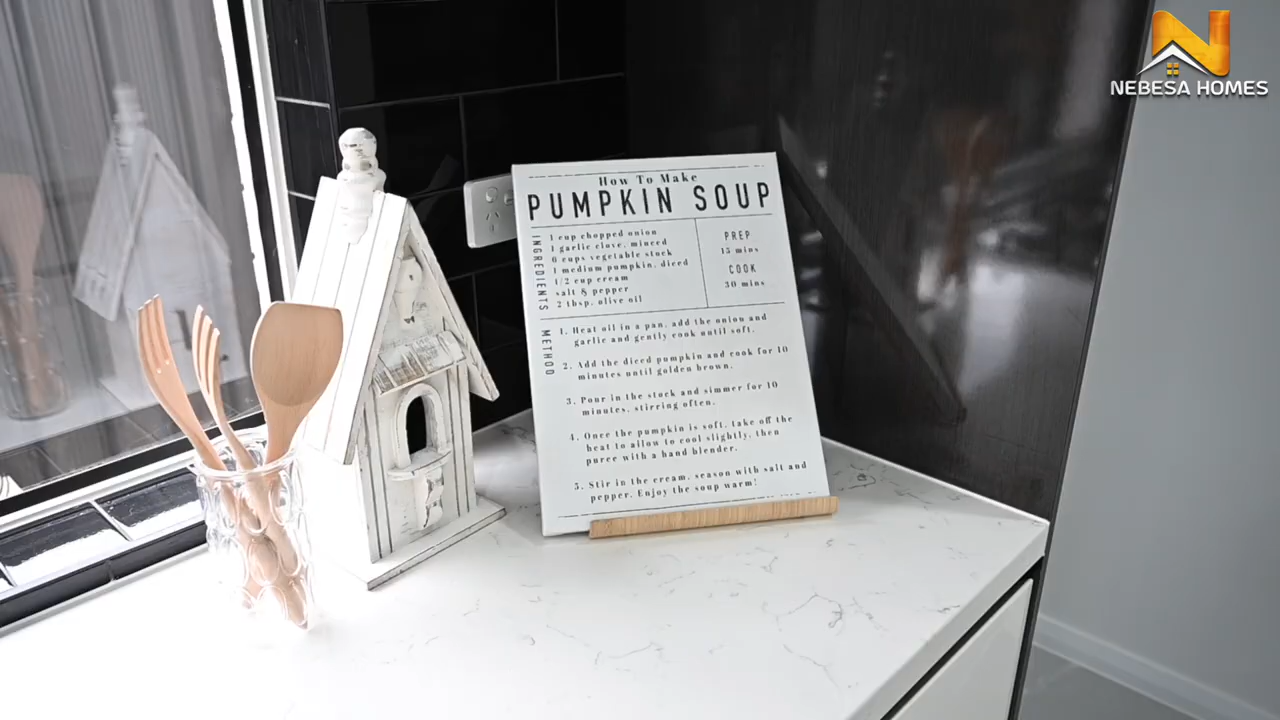 NEBESA HOMES
How To Make
PUMPKIN SOUP
INGREDIENTS
1 cup chopped onion
1 garlic clove, minced
6 cups vegetable stock
1 medium pumpkin, diced
1/2 cup cream
salt & pepper
2 tbsp. olive oil
PREP
15 mins
COOK
30 mins
METHOD
1. Heat oil in a pan, add the onion and
garlic and gently cook until soft.
2. Add the diced pumpkin and cook for 10
minutes until golden brown.
3. Pour in the stock and simmer for 10
minutes, stirring often.
4. Once the pumpkin is soft, take off the
heat to allow to cool slightly, then
puree with a hand blender.
5. Stir in the cream, season with salt and
pepper. Enjoy the soup warm!